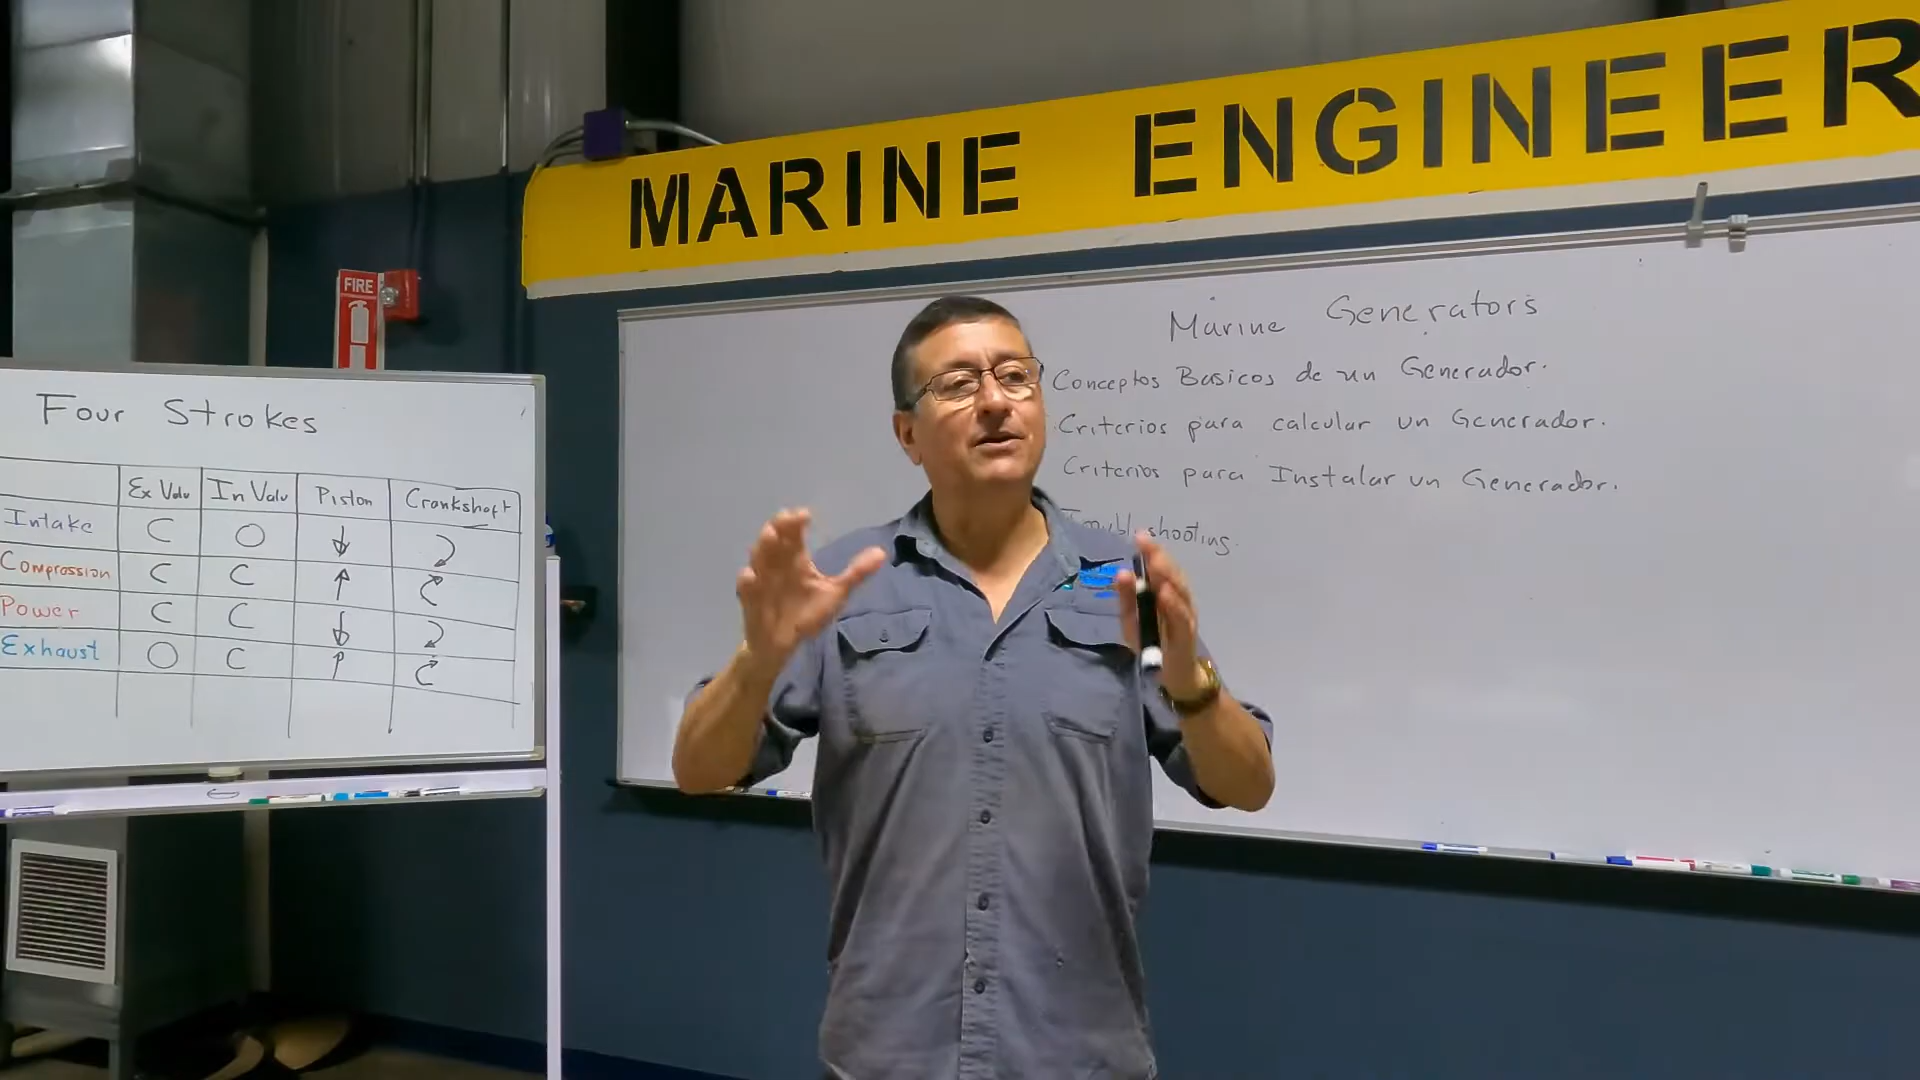 MARINE ENGINEER
FIRE
Four Strokes
Ex Valv In Valv Piston Crankshaft
Intake C O ↓ ⤵
Compression C C ↑
Power C C ↓
Exhaust O C ↑
Marine Generators
Conceptos Basicos de un Generador.
Criterios para calcular un Generador.
Criterios para Instalar un Generador.
Troubleshooting.